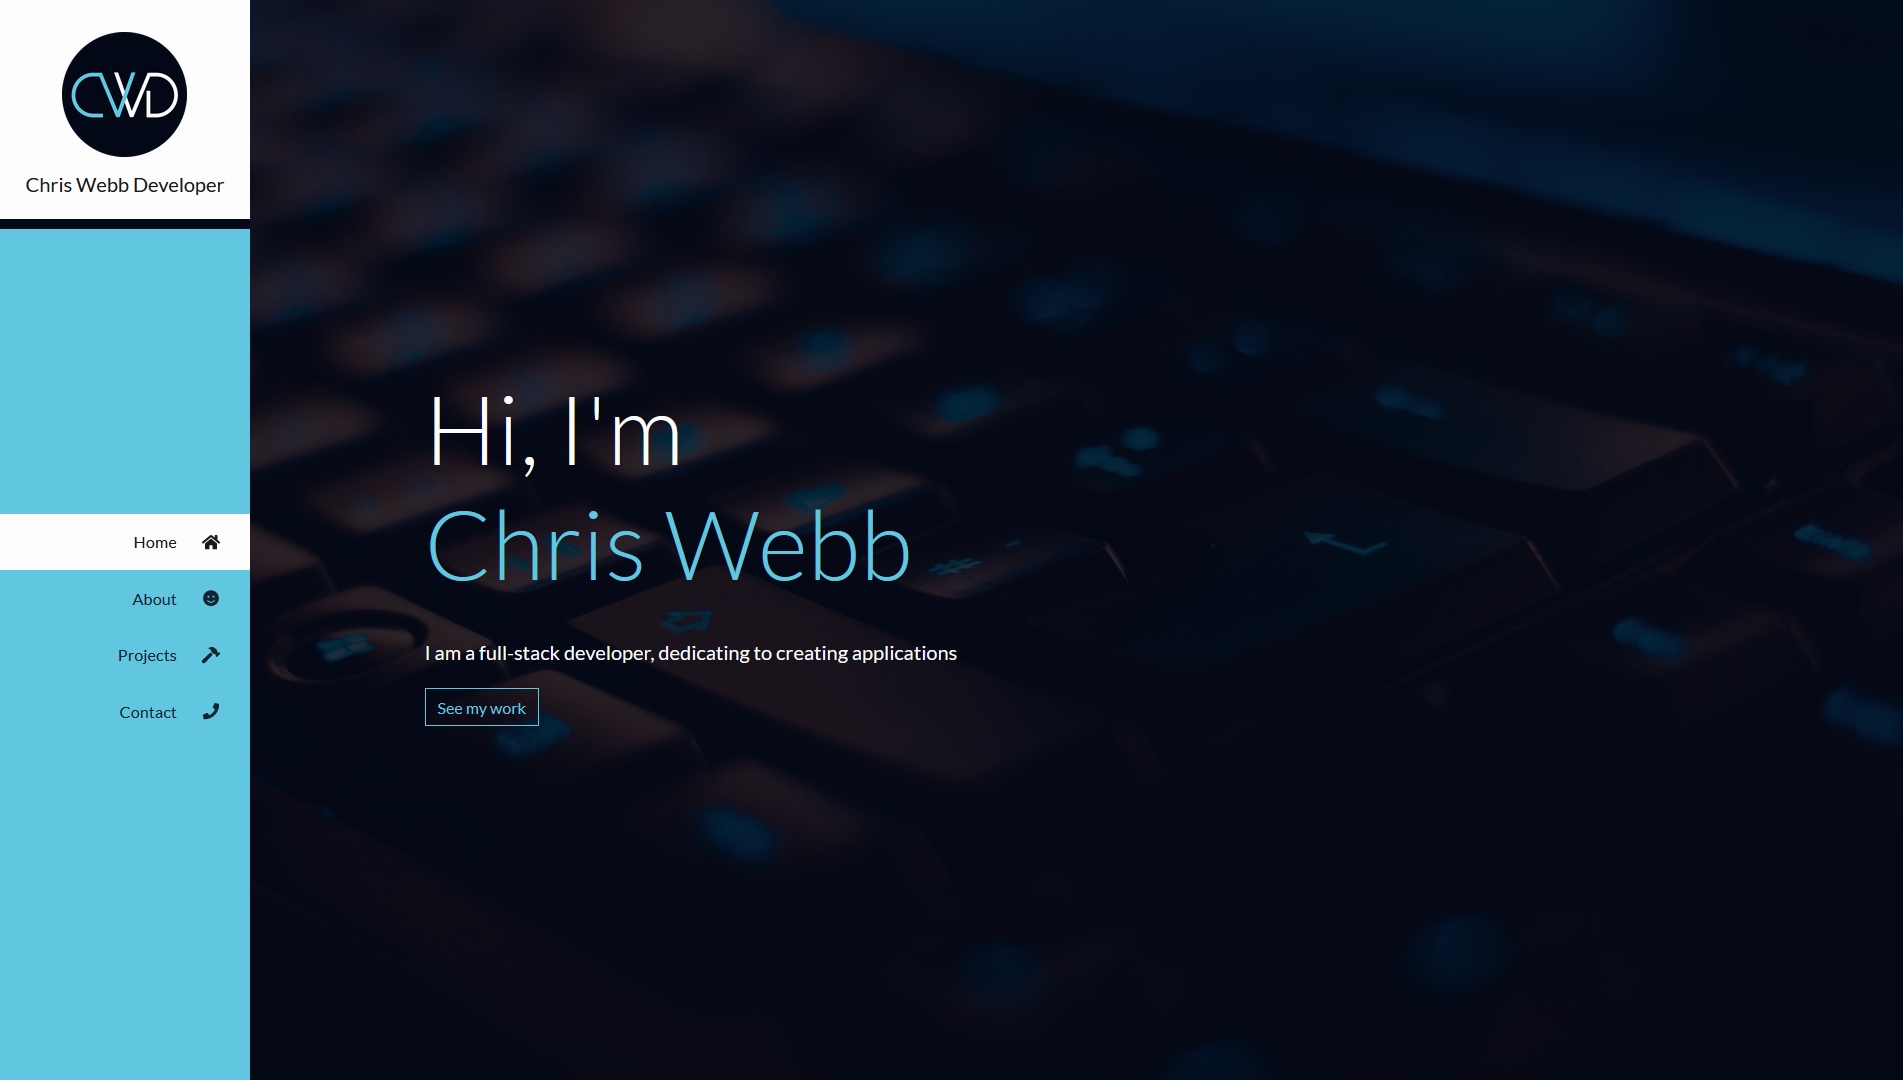 CWD
Chris Webb Developer
Home
About
Projects
Contact
Hi, I'm
Chris Webb
I am a full-stack developer, dedicating to creating applications
See my work